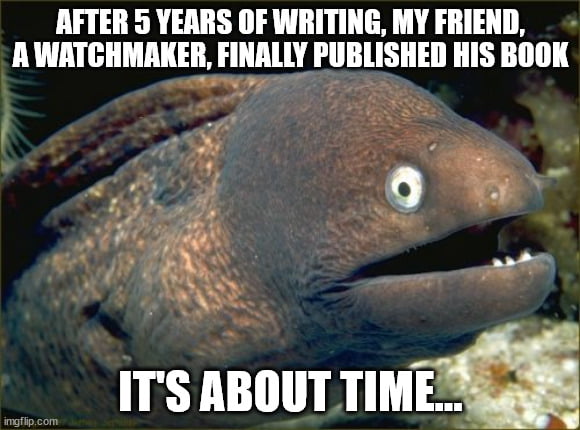 AFTER 5 YEARS OF WRITING, MY FRIEND,
A WATCHMAKER, FINALLY PUBLISHED HIS BOOK
IT'S ABOUT TIME...
imgflip.com